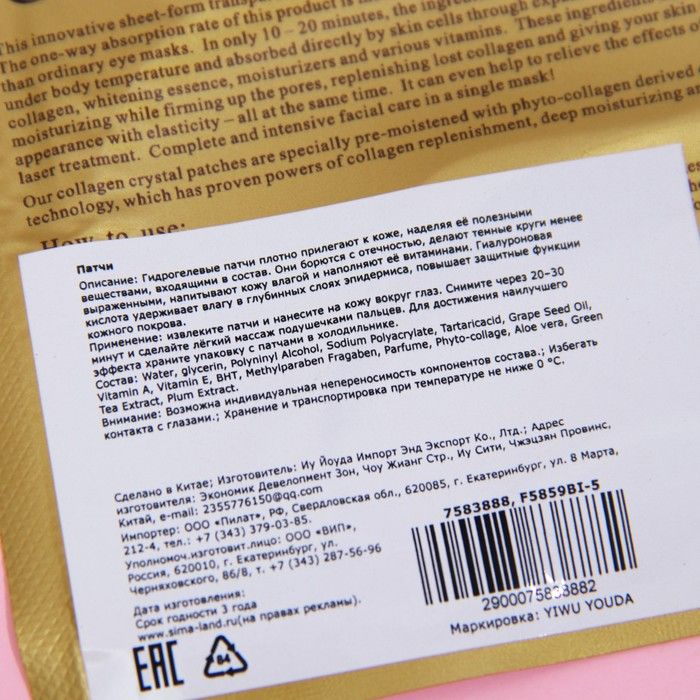 This innovative sheet-form transpa
The one-way absorption rate of this product is
than ordinary eye masks. In only 10 – 20 minutes, the ingre
under body temperature and absorbed directly by skin cells through expan
collagen, whitening essence, moisturizers and various vitamins. These ingredients
moisturizing while firming up the pores, replenishing lost collagen and giving your skin
appearance with elasticity – all at the same time. It can even help to relieve the effects o
laser treatment. Complete and intensive facial care in a single mask!
Our collagen crystal patches are specially pre-moistened with phyto-collagen derived
technology, which has proven powers of collagen replenishment, deep moisturizing an
How to use:
Патчи
Описание: Гидрогелевые патчи плотно прилегают к коже, наделяя её полезными
веществами, входящими в состав. Они борются с отечностью, делают темные круги менее
выраженными, напитывают кожу влагой и наполняют её витаминами. Гиалуроновая
кислота удерживает влагу в глубинных слоях эпидермиса, повышает защитные функции
кожного покрова.
Применение: извлеките патчи и нанесите на кожу вокруг глаз. Снимите через 20–30
минут и сделайте лёгкий массаж подушечками пальцев. Для достижения наилучшего
эффекта храните упаковку с патчами в холодильнике.
Состав: Water, glycerin, Polyninyl Alcohol, Sodium Polyacrylate, Tartaricacid, Grape Seed Oil,
Vitamin A, Vitamin E, BHT, Methylparaben Fragaben, Parfume, Phyto-collage, Aloe vera, Green
Tea Extract, Plum Extract.
Внимание: Возможна индивидуальная непереносимость компонентов состава.; Избегать
контакта с глазами.; Хранение и транспортировка при температуре не ниже 0 °C.
Сделано в Китае; Изготовитель: Иу Йоуда Импорт Энд Экспорт Ко., Лтд.; Адрес
изготовителя: Экономик Девелопмент Зон, Чоу Жианг Стр., Иу Сити, Чжэцзян Провинс,
Китай, e-mail: 2355776150@qq.com
Импортер: ООО «Пилат», РФ, Свердловская обл., 620085, г. Екатеринбург, ул. 8 Марта,
212-4, тел.: +7 (343) 379-03-85.
Уполномоч.изготовит.лицо: ООО «ВИП»,
Россия, 620010, г. Екатеринбург, ул.
Черняховского, 86/8, т. +7 (343) 287-56-96
Дата изготовления:
Срок годности 3 года
www.sima-land.ru(на правах рекламы).
7583888, F5859BI-5
2900075838882
Маркировка: YIWU YOUDA
EAC
84